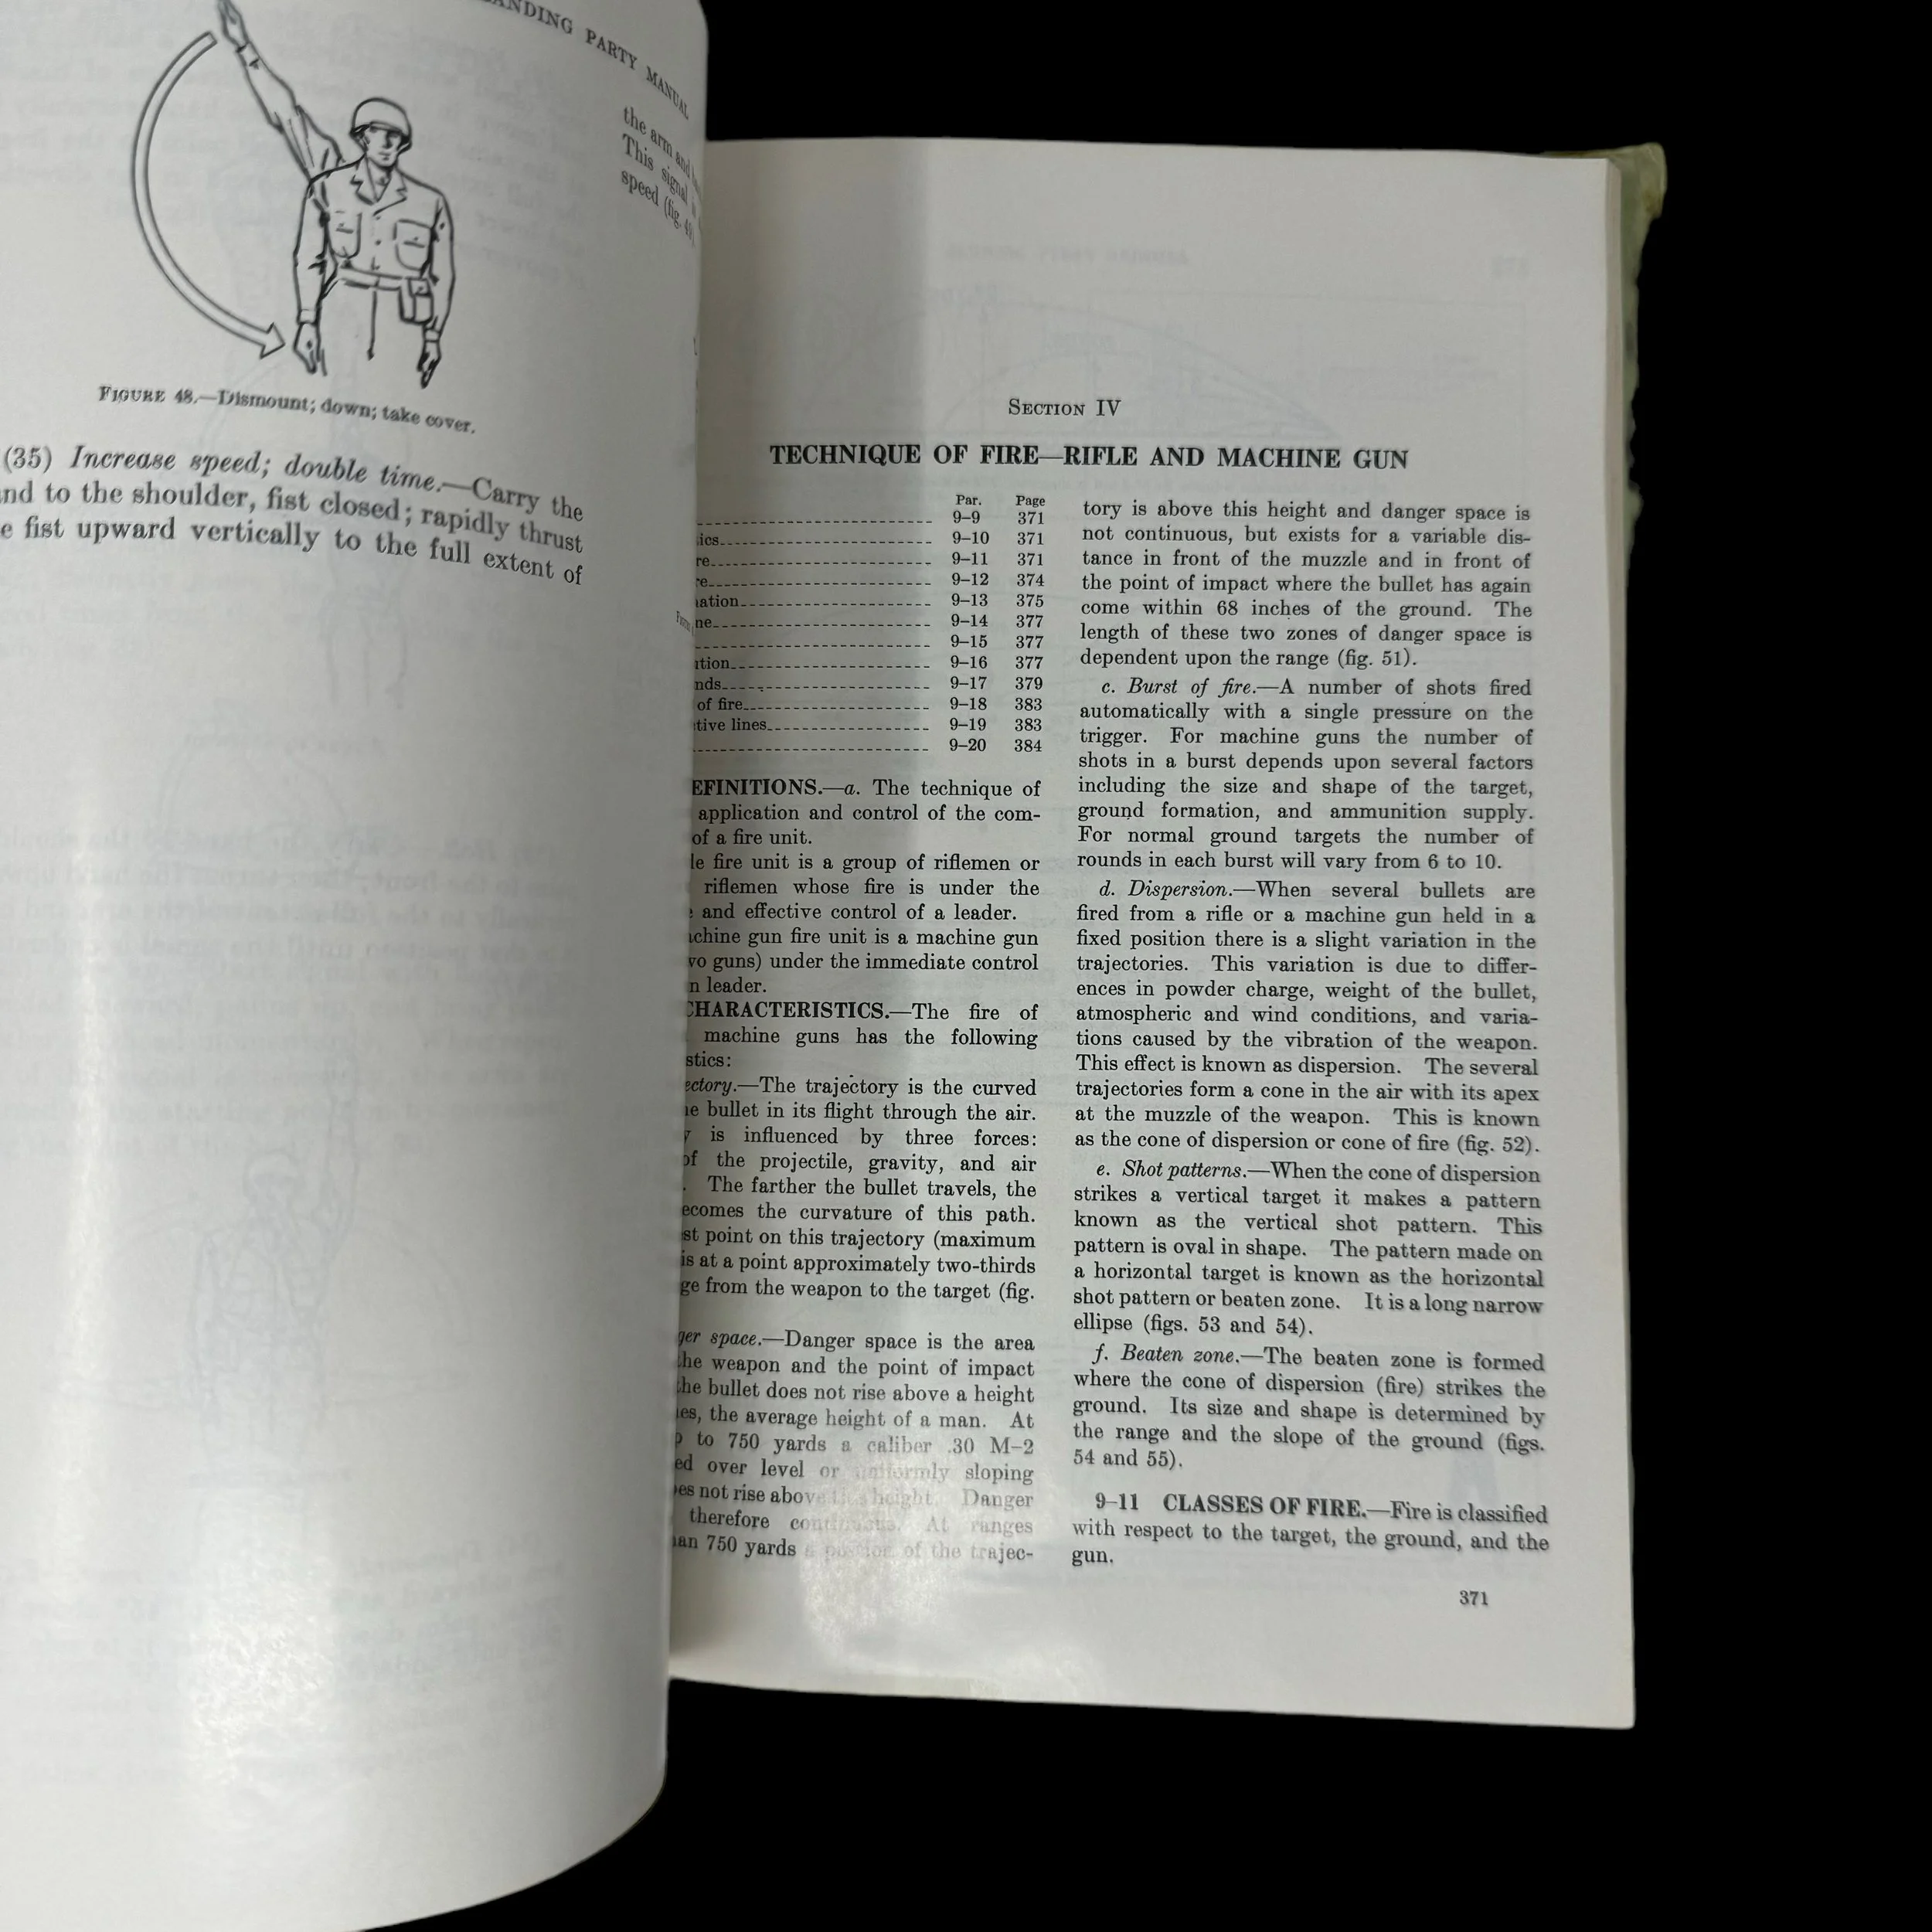 LANDING PARTY MANUAL
FIGURE 48.—Dismount; down; take cover.
(35) Increase speed; double time.—Carry the
to the shoulder, fist closed; rapidly thrust
fist upward vertically to the full extent of
the arm and
This signal
speed (fig. 49)
SECTION IV
TECHNIQUE OF FIRE—RIFLE AND MACHINE GUN
Par. Page
9–9 371
9–10 371
9–11 371
9–12 374
9–13 375
9–14 377
9–15 377
9–16 377
9–17 379
of fire 9–18 383
lines 9–19 383
9–20 384
EFINITIONS.—a. The technique of
application and control of the com-
of a fire unit.
fire unit is a group of riflemen or
riflemen whose fire is under the
and effective control of a leader.
gun fire unit is a machine gun
guns) under the immediate control
leader.
CHARACTERISTICS.—The fire of
machine guns has the following
stics:
ectory.—The trajectory is the curved
bullet in its flight through the air.
is influenced by three forces:
of the projectile, gravity, and air
. The farther the bullet travels, the
ecomes the curvature of this path.
st point on this trajectory (maximum
is at a point approximately two-thirds
ge from the weapon to the target (fig.
ger space.—Danger space is the area
the weapon and the point of impact
the bullet does not rise above a height
es, the average height of a man. At
to 750 yards a caliber .30 M–2
ed over level or uniformly sloping
es not rise above this height. Danger
therefore continuous. At ranges
an 750 yards a portion of the trajec-
tory is above this height and danger space is
not continuous, but exists for a variable dis-
tance in front of the muzzle and in front of
the point of impact where the bullet has again
come within 68 inches of the ground. The
length of these two zones of danger space is
dependent upon the range (fig. 51).
c. Burst of fire.—A number of shots fired
automatically with a single pressure on the
trigger. For machine guns the number of
shots in a burst depends upon several factors
including the size and shape of the target,
ground formation, and ammunition supply.
For normal ground targets the number of
rounds in each burst will vary from 6 to 10.
d. Dispersion.—When several bullets are
fired from a rifle or a machine gun held in a
fixed position there is a slight variation in the
trajectories. This variation is due to differ-
ences in powder charge, weight of the bullet,
atmospheric and wind conditions, and varia-
tions caused by the vibration of the weapon.
This effect is known as dispersion. The several
trajectories form a cone in the air with its apex
at the muzzle of the weapon. This is known
as the cone of dispersion or cone of fire (fig. 52).
e. Shot patterns.—When the cone of dispersion
strikes a vertical target it makes a pattern
known as the vertical shot pattern. This
pattern is oval in shape. The pattern made on
a horizontal target is known as the horizontal
shot pattern or beaten zone. It is a long narrow
ellipse (figs. 53 and 54).
f. Beaten zone.—The beaten zone is formed
where the cone of dispersion (fire) strikes the
ground. Its size and shape is determined by
the range and the slope of the ground (figs.
54 and 55).
9–11 CLASSES OF FIRE.—Fire is classified
with respect to the target, the ground, and the
gun.
371